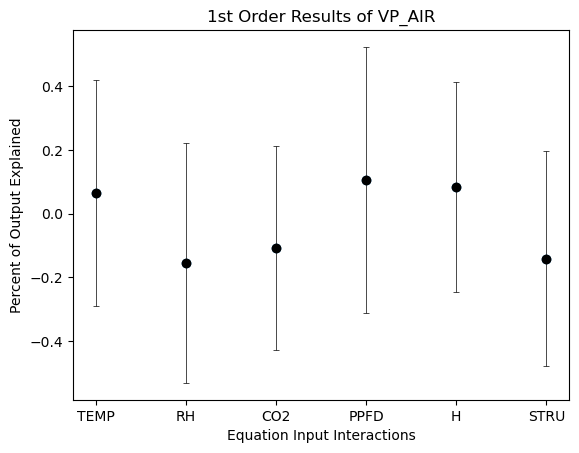 1st Order Results of VP_AIR
Percent of Output Explained
0.4
0.2
0.0
−0.2
−0.4
TEMP RH CO2 PPFD H STRU
Equation Input Interactions